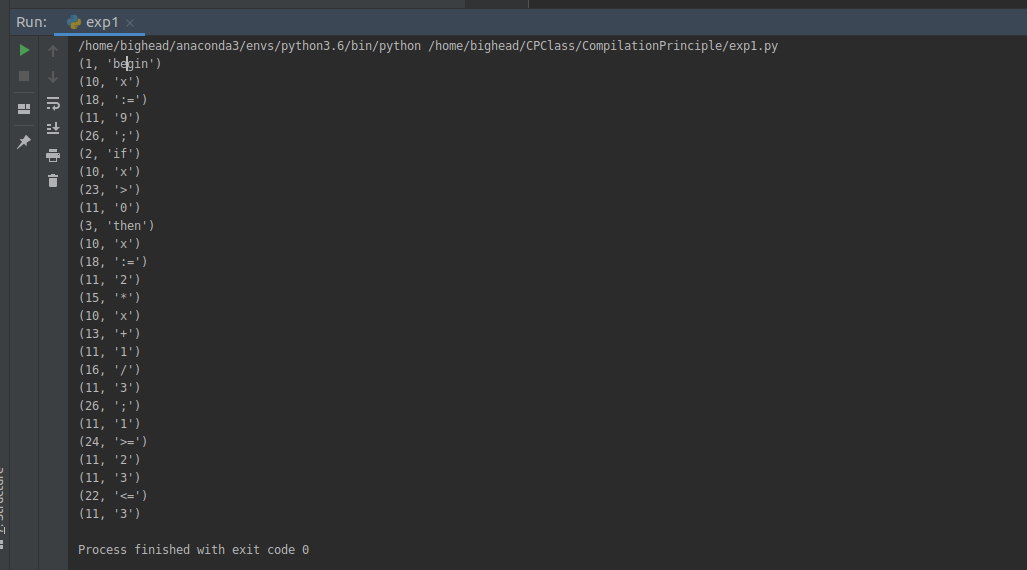 Run: exp1
/home/bighead/anaconda3/envs/python3.6/bin/python /home/bighead/CPClass/CompilationPrinciple/exp1.py
(1, 'begin')
(10, 'x')
(18, ':=')
(11, '9')
(26, ';')
(2, 'if')
(10, 'x')
(23, '>')
(11, '0')
(3, 'then')
(10, 'x')
(18, ':=')
(11, '2')
(15, '*')
(10, 'x')
(13, '+')
(11, '1')
(16, '/')
(11, '3')
(26, ';')
(11, '1')
(24, '>=')
(11, '2')
(11, '3')
(22, '<=')
(11, '3')
Process finished with exit code 0